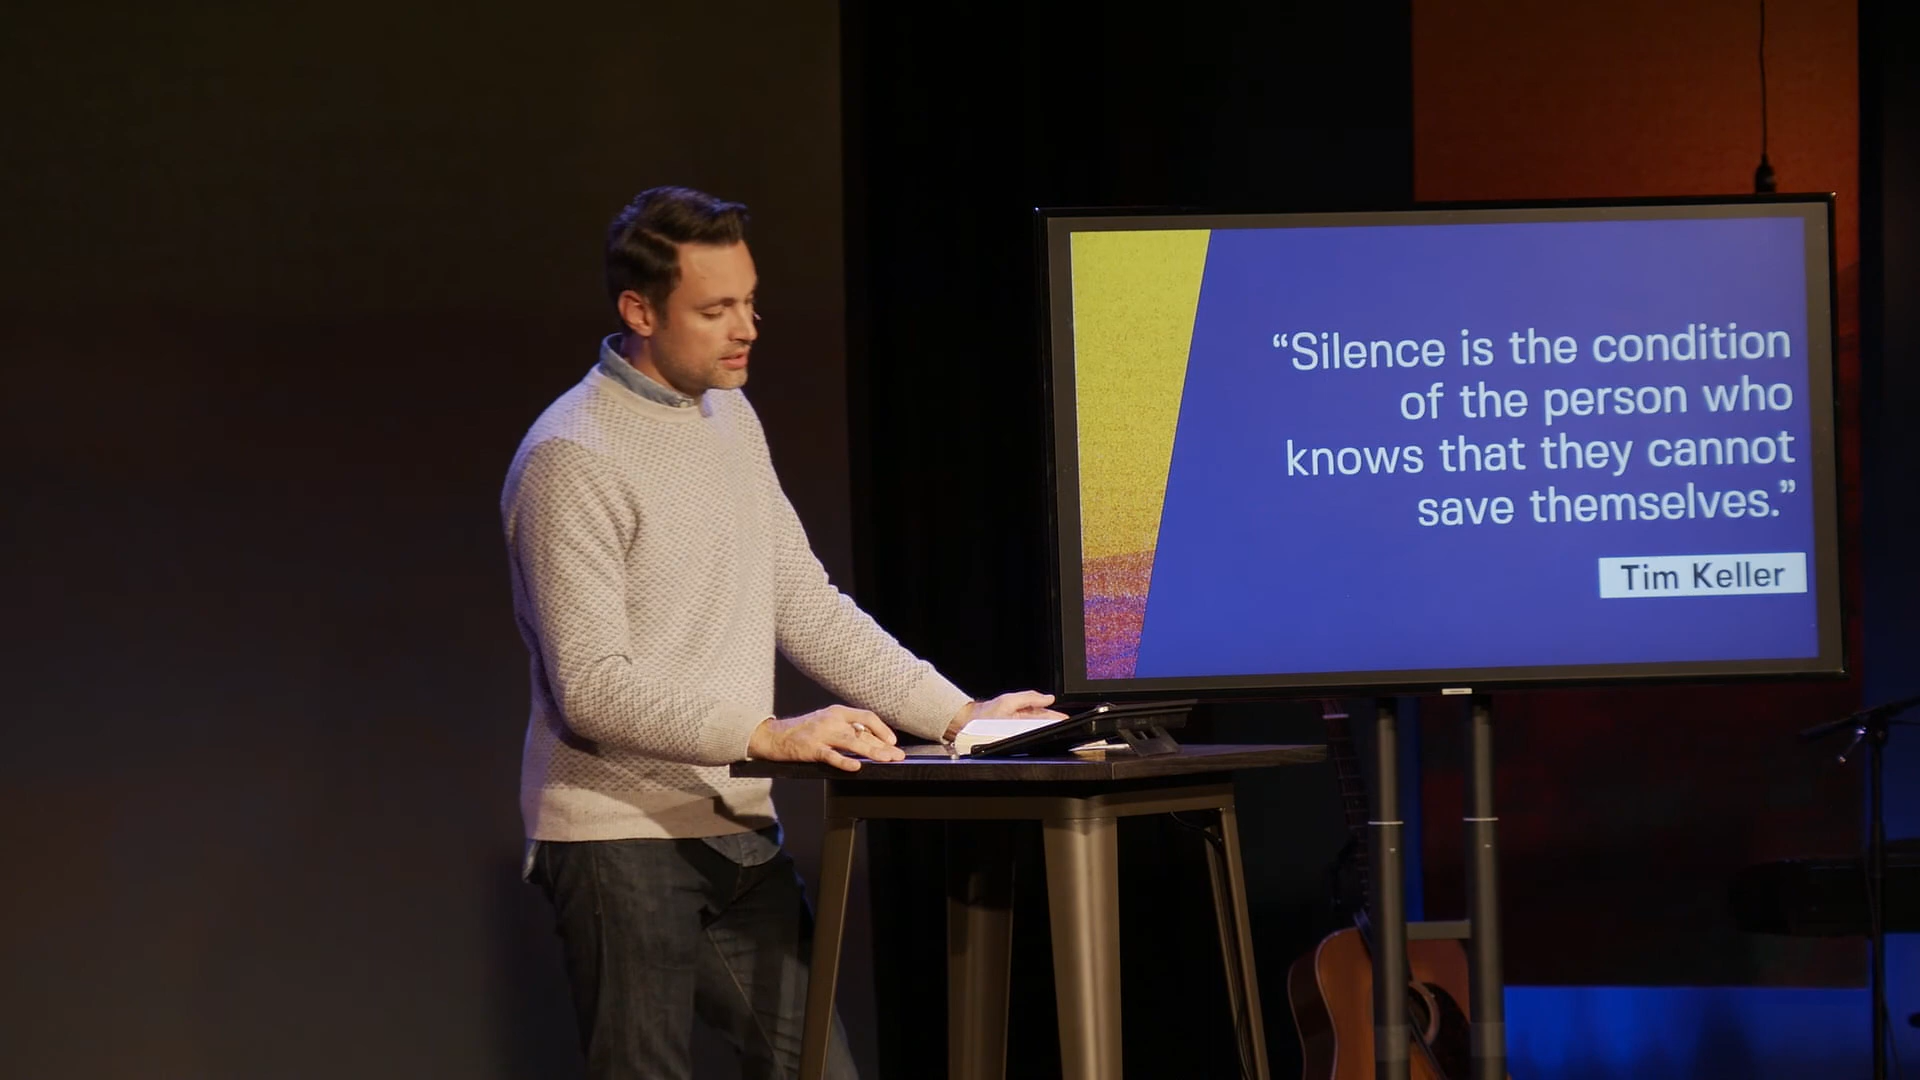 “Silence is the condition
of the person who
knows that they cannot
save themselves.”
Tim Keller